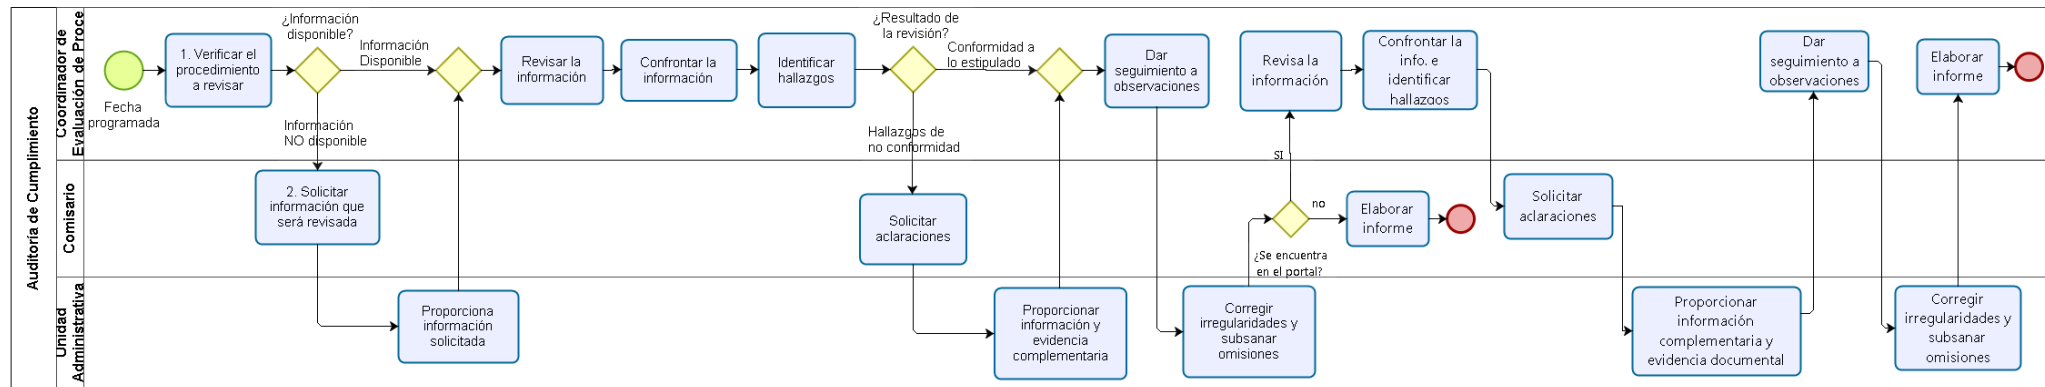 Auditoría de Cumplimiento
Coordinador de
Evaluación de Proce
Comisario
Unidad
Administrativa
Fecha
programada
1. Verificar el
procedimiento
a revisar
¿Información
disponible?
Información
Disponible
Información
NO disponible
2. Solicitar
información que
será revisada
Proporciona
información
solicitada
Revisar la
información
Confrontar la
información
Identificar
hallazgos
¿Resultado de
la revisión?
Conformidad a
lo estipulado
Hallazgos de
no conformidad
Solicitar
aclaraciones
Proporcionar
información y
evidencia
complementaria
Dar
seguimiento a
observaciones
Corregir
irregularidades y
subsanar
omisiones
¿Se encuentra
en el portal?
SI
no
Elaborar
informe
Revisa la
información
Confrontar la
info. e
identificar
hallazgos
Solicitar
aclaraciones
Proporcionar
información
complementaria y
evidencia documental
Dar
seguimiento a
observaciones
Corregir
irregularidades y
subsanar
omisiones
Elaborar
informe